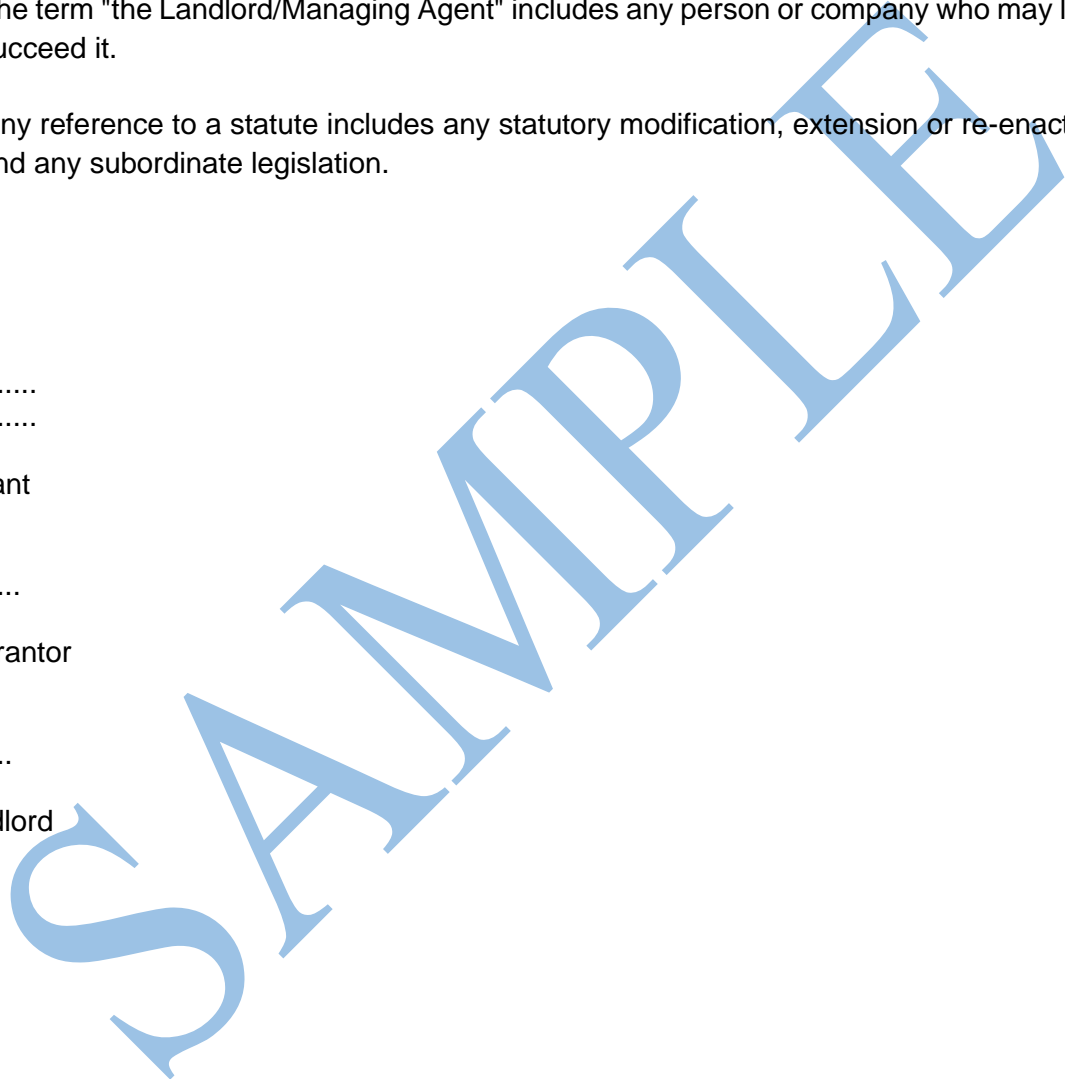 he term "the Landlord/Managing Agent" includes any person or company who may l
ucceed it.
ny reference to a statute includes any statutory modification, extension or re-enact
nd any subordinate legislation.
.....
.....
ant
...
rantor
..
dlord
SAMPLE